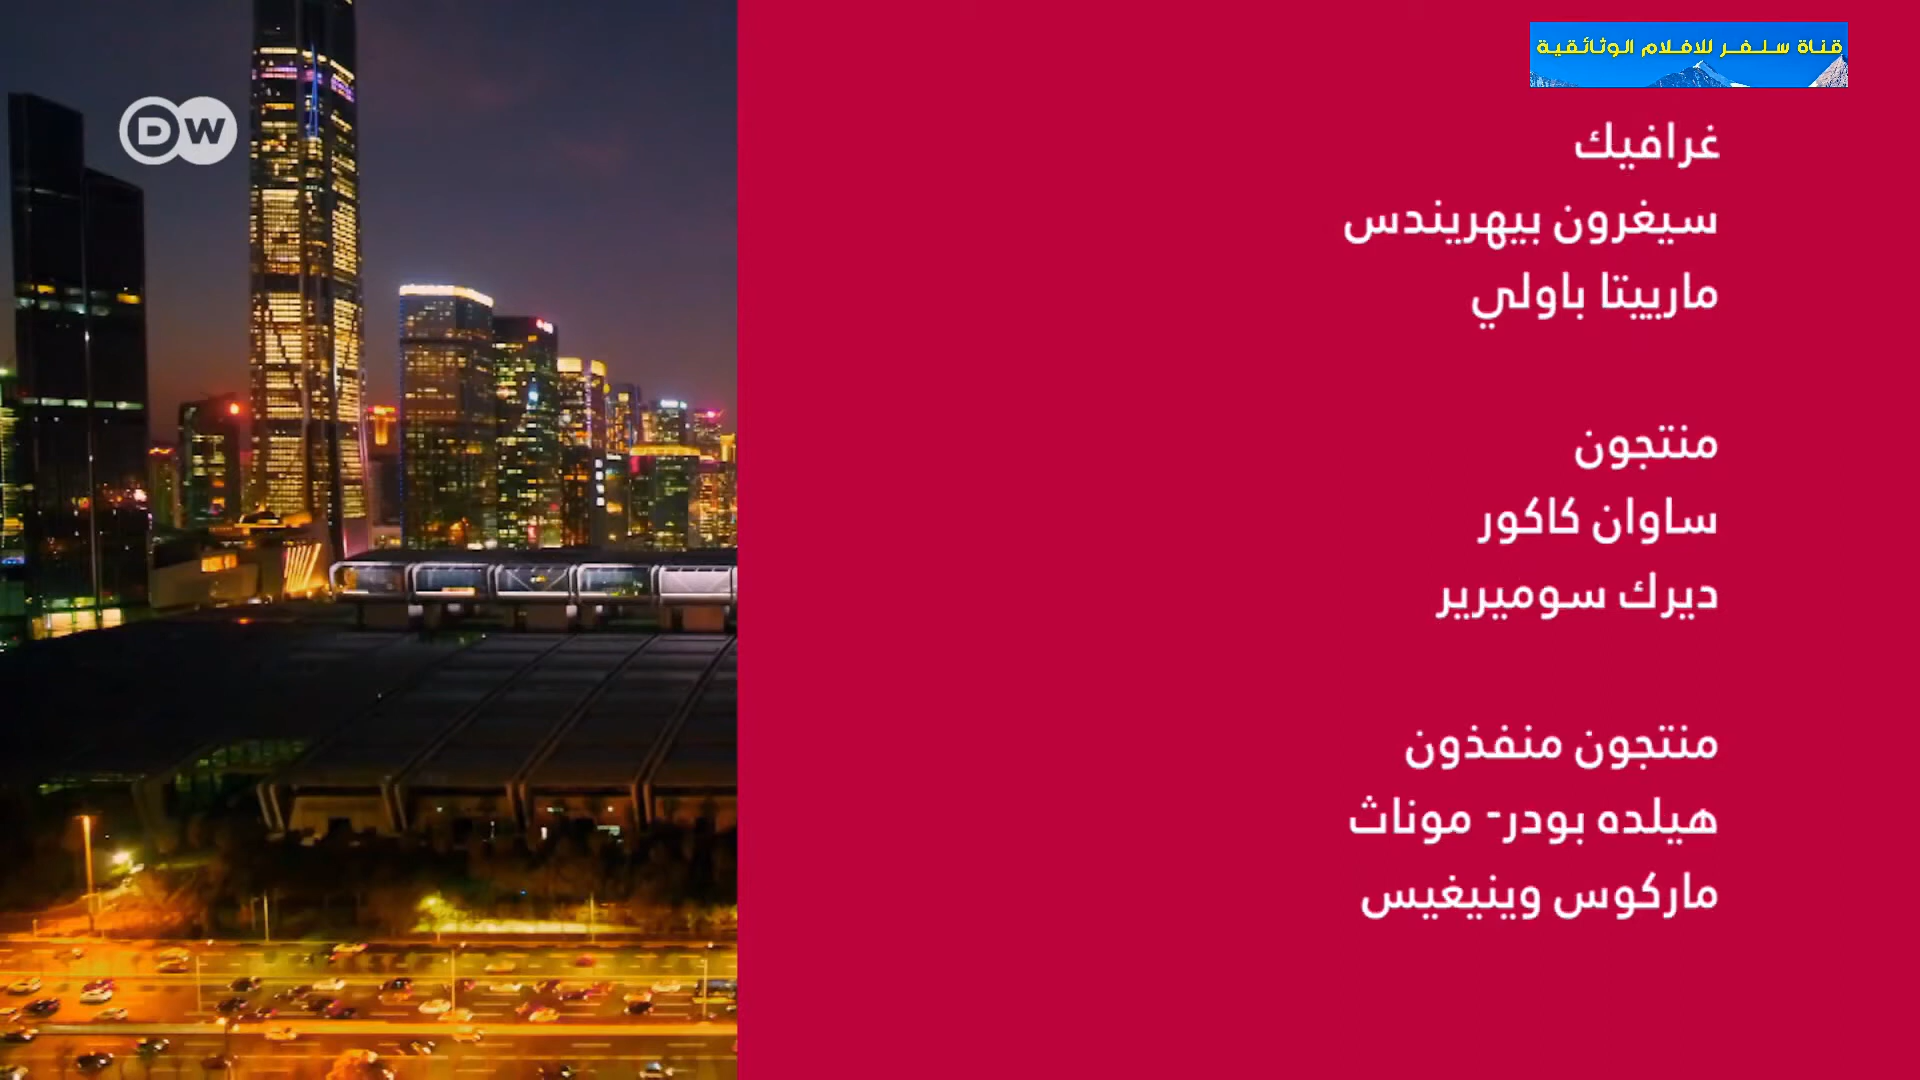 قناة سلفر للافلام الوثائقية
DW
غرافيك
سيغرون بيهريندس
مارييتا باولي
منتجون
ساوان كاكور
ديرك سوميرير
منتجون منفذون
هيلده بودر- موناث
ماركوس وينيغيس